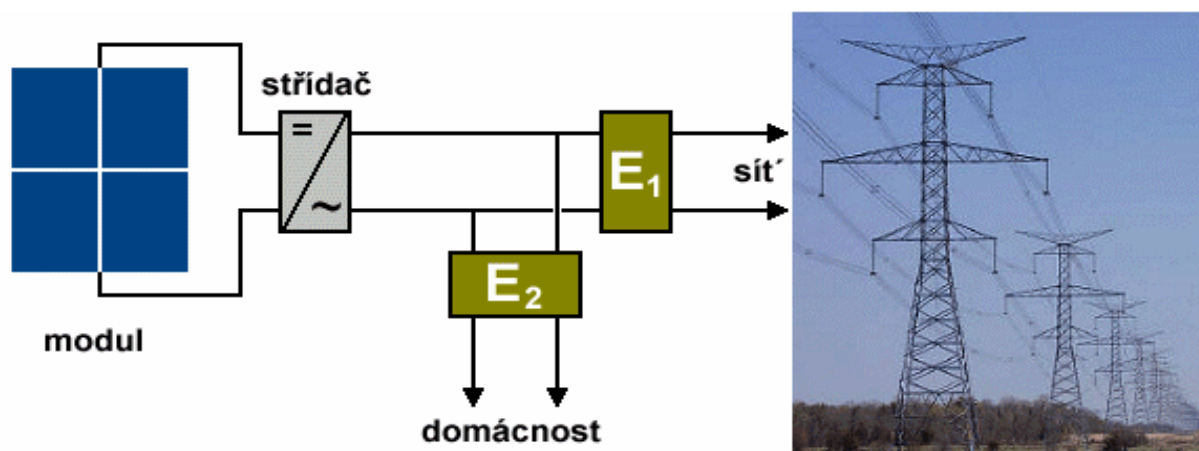 střídač
=
~
E1
síť
E2
modul
domácnost